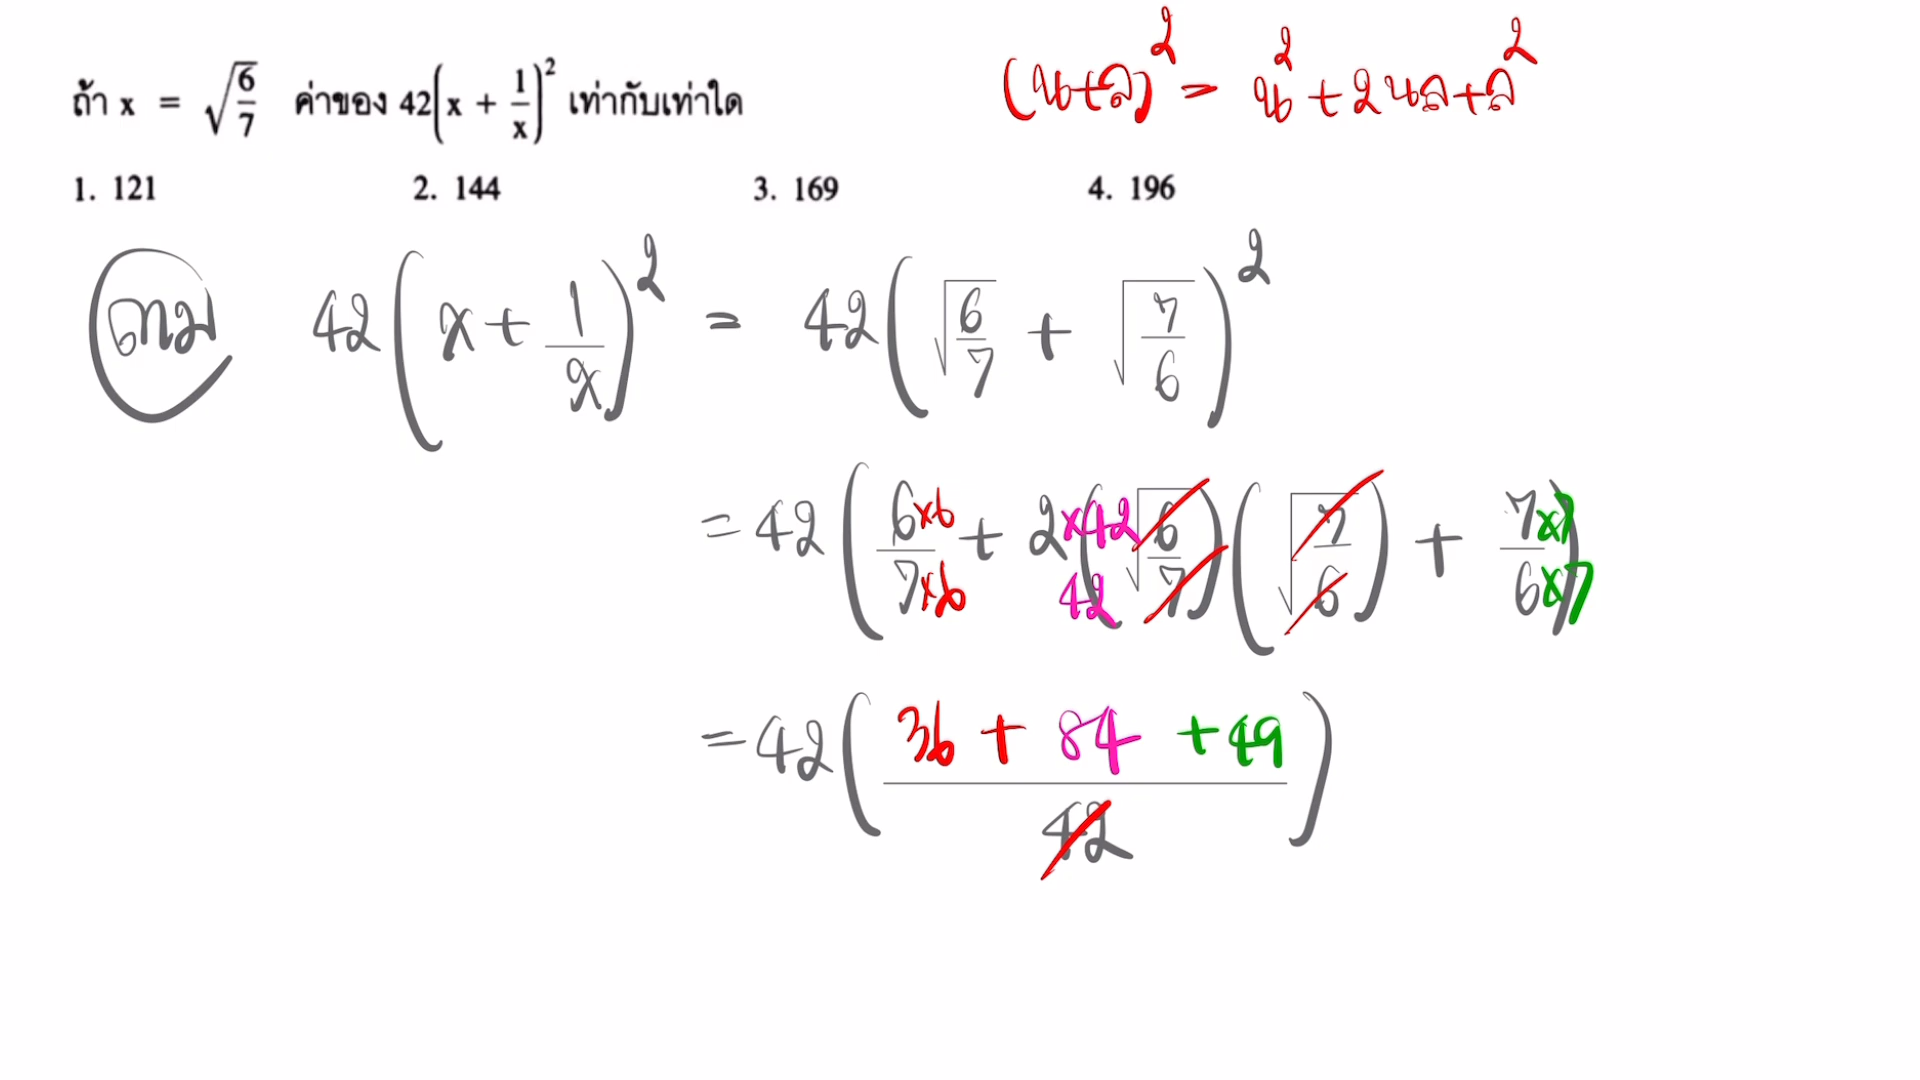 ถ้า x = √(6/7) ค่าของ 42(x + 1/x)² เท่ากับเท่าใด
(น+ล)² = น² + 2นล + ล²
1. 121 2. 144 3. 169 4. 196
ถาม 42(x + 1/x)² = 42(√(6/7) + √(7/6))²
= 42(6×6/7×6 + 2×42/42(√(6/7))(√(7/6)) + 7×7/6×7)
= 42((36 + 84 + 49)/42)